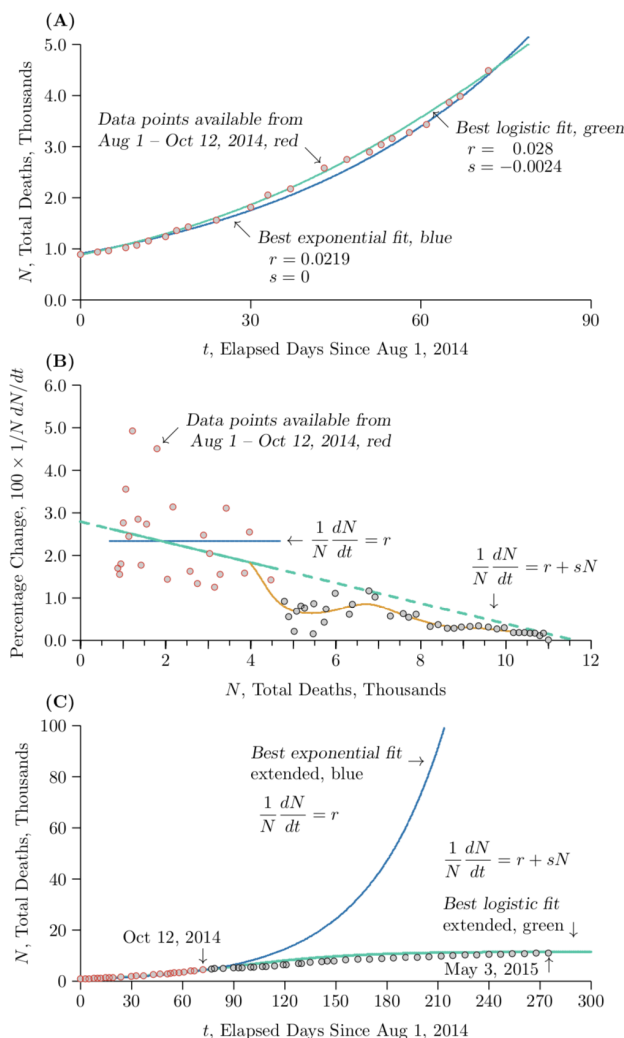 (A)
N, Total Deaths, Thousands
5.0
4.0
3.0
2.0
1.0
0.0
Data points available from
Aug 1 – Oct 12, 2014, red
Best logistic fit, green
r = 0.028
s = −0.0024
Best exponential fit, blue
r = 0.0219
s = 0
0 30 60 90
t, Elapsed Days Since Aug 1, 2014
(B)
Percentage Change, 100 × 1/N dN/dt
6.0
5.0
4.0
3.0
2.0
1.0
0.0
Data points available from
Aug 1 – Oct 12, 2014, red
← 1/N dN/dt = r
1/N dN/dt = r + sN
0 2 4 6 8 10 12
N, Total Deaths, Thousands
(C)
N, Total Deaths, Thousands
100
80
60
40
20
0
Best exponential fit →
extended, blue
1/N dN/dt = r
1/N dN/dt = r + sN
Best logistic fit
extended, green ↓
Oct 12, 2014
May 3, 2015
0 30 60 90 120 150 180 210 240 270 300
t, Elapsed Days Since Aug 1, 2014